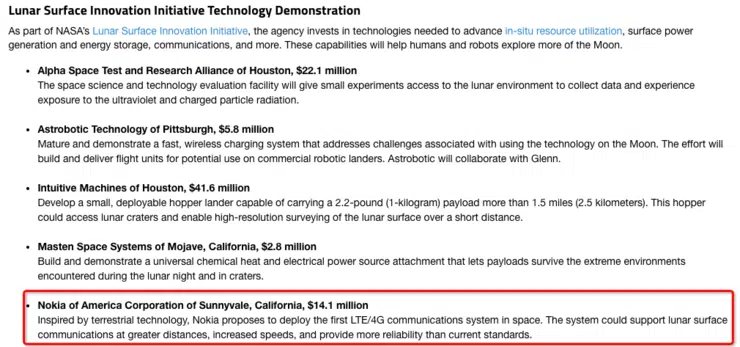 Lunar Surface Innovation Initiative Technology Demonstration
As part of NASA's Lunar Surface Innovation Initiative, the agency invests in technologies needed to advance in-situ resource utilization, surface power
generation and energy storage, communications, and more. These capabilities will help humans and robots explore more of the Moon.
• Alpha Space Test and Research Alliance of Houston, $22.1 million
The space science and technology evaluation facility will give small experiments access to the lunar environment to collect data and experience
exposure to the ultraviolet and charged particle radiation.
• Astrobotic Technology of Pittsburgh, $5.8 million
Mature and demonstrate a fast, wireless charging system that addresses challenges associated with using the technology on the Moon. The effort will
build and deliver flight units for potential use on commercial robotic landers. Astrobotic will collaborate with Glenn.
• Intuitive Machines of Houston, $41.6 million
Develop a small, deployable hopper lander capable of carrying a 2.2-pound (1-kilogram) payload more than 1.5 miles (2.5 kilometers). This hopper
could access lunar craters and enable high-resolution surveying of the lunar surface over a short distance.
• Masten Space Systems of Mojave, California, $2.8 million
Build and demonstrate a universal chemical heat and electrical power source attachment that lets payloads survive the extreme environments
encountered during the lunar night and in craters.
• Nokia of America Corporation of Sunnyvale, California, $14.1 million
Inspired by terrestrial technology, Nokia proposes to deploy the first LTE/4G communications system in space. The system could support lunar surface
communications at greater distances, increased speeds, and provide more reliability than current standards.